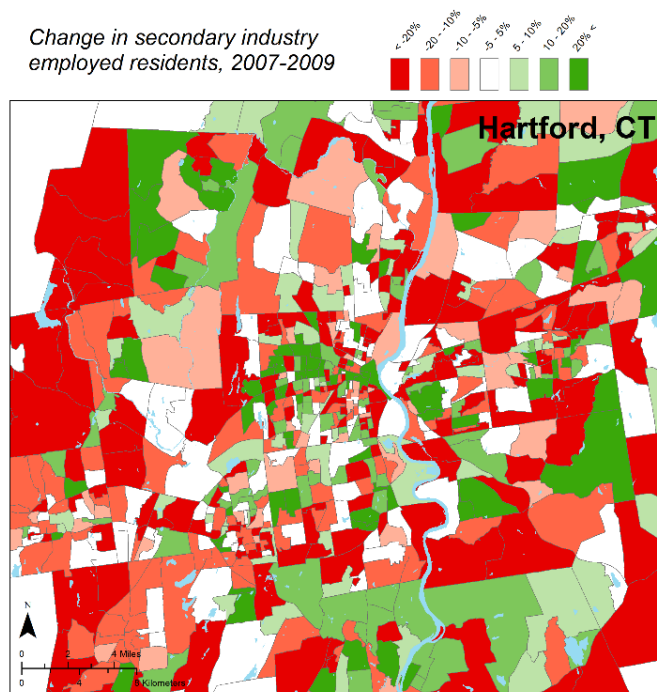 Change in secondary industry
employed residents, 2007-2009
< -20%
-20 - -10%
-10 - -5%
-5 - 5%
5 - 10%
10 - 20%
20% <
Hartford, CT
N
0 2 4 Miles
0 4 8 Kilometers